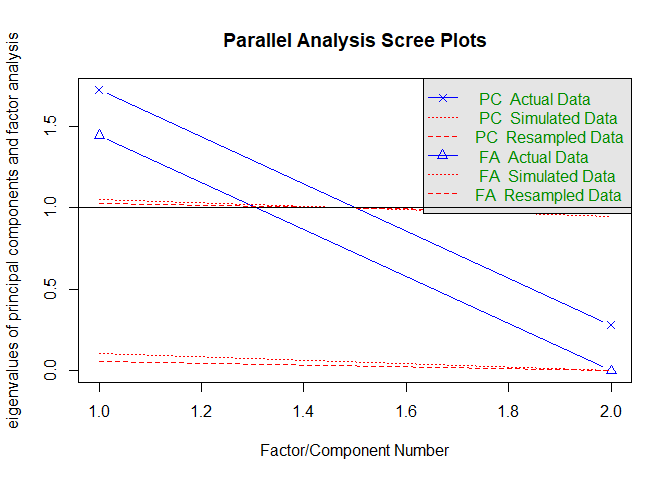 Parallel Analysis Scree Plots
eigenvalues of principal components and factor analysis
1.5
1.0
0.5
0.0
PC Actual Data
PC Simulated Data
PC Resampled Data
FA Actual Data
FA Simulated Data
FA Resampled Data
1.0 1.2 1.4 1.6 1.8 2.0
Factor/Component Number